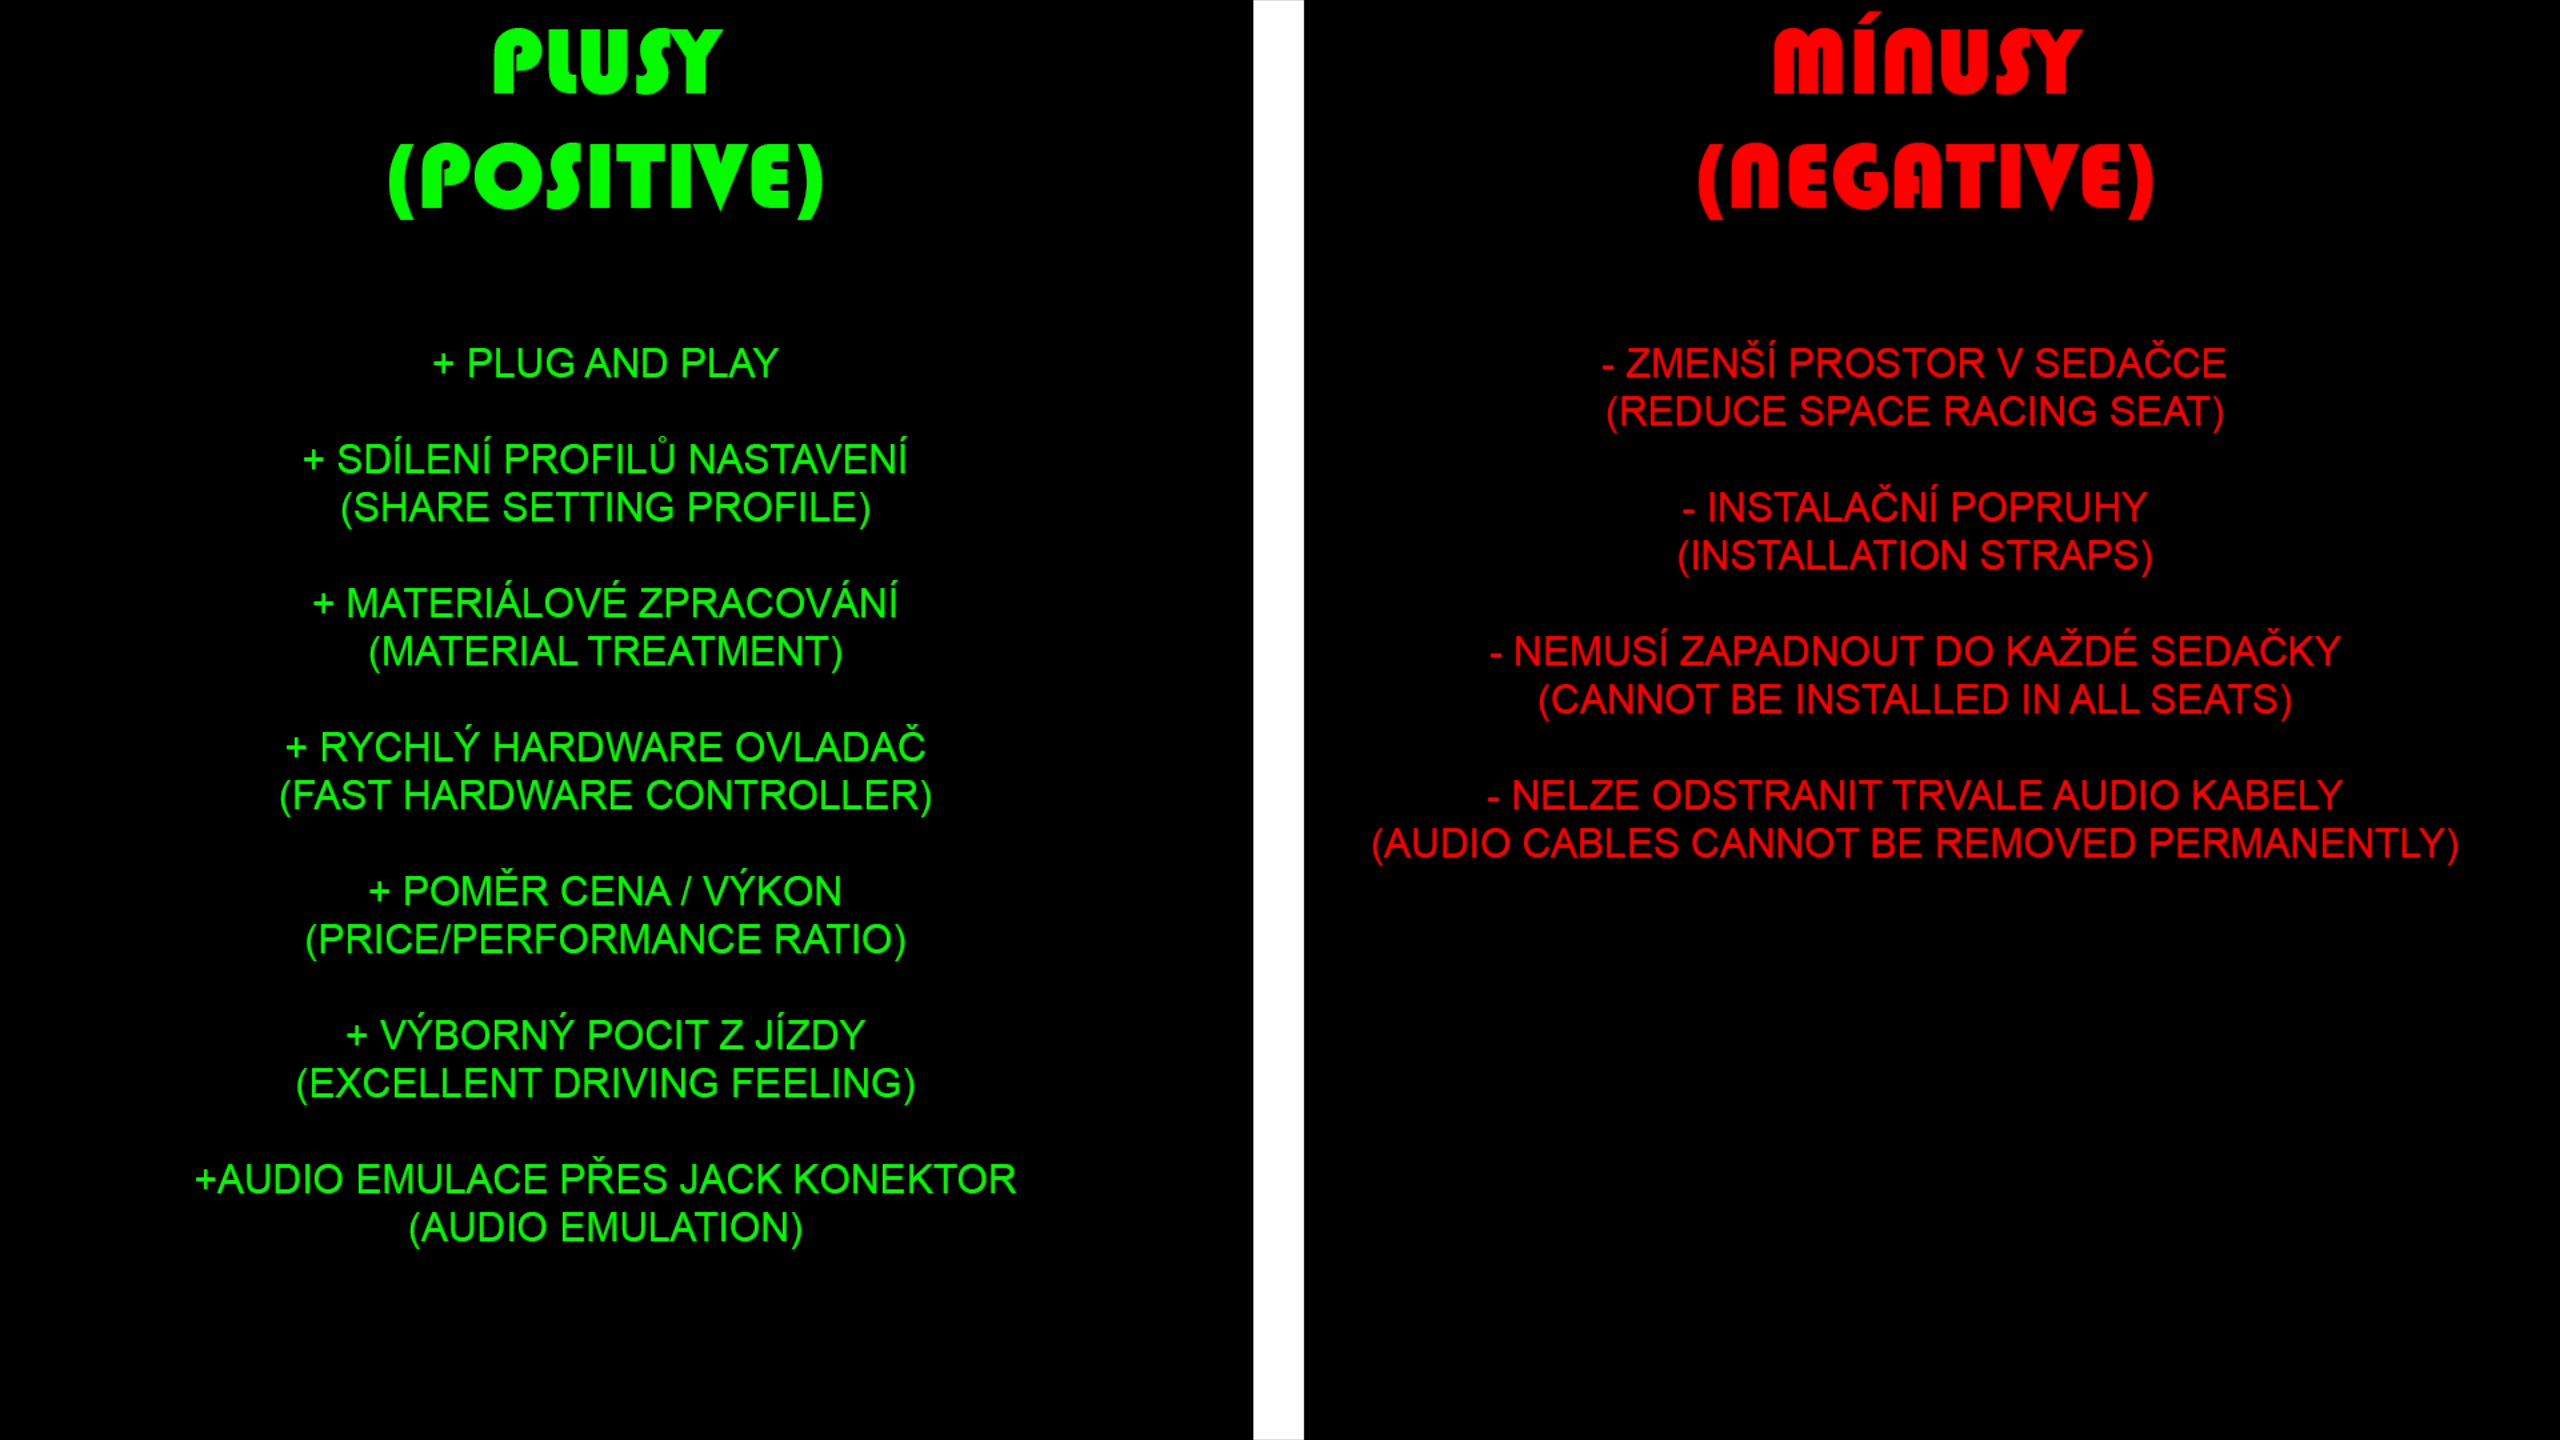 PLUSY
(POSITIVE)
+ PLUG AND PLAY
+ SDÍLENÍ PROFILŮ NASTAVENÍ
(SHARE SETTING PROFILE)
+ MATERIÁLOVÉ ZPRACOVÁNÍ
(MATERIAL TREATMENT)
+ RYCHLÝ HARDWARE OVLADAČ
(FAST HARDWARE CONTROLLER)
+ POMĚR CENA / VÝKON
(PRICE/PERFORMANCE RATIO)
+ VÝBORNÝ POCIT Z JÍZDY
(EXCELLENT DRIVING FEELING)
+AUDIO EMULACE PŘES JACK KONEKTOR
(AUDIO EMULATION)
MÍNUSY
(NEGATIVE)
- ZMENŠÍ PROSTOR V SEDAČCE
(REDUCE SPACE RACING SEAT)
- INSTALAČNÍ POPRUHY
(INSTALLATION STRAPS)
- NEMUSÍ ZAPADNOUT DO KAŽDÉ SEDAČKY
(CANNOT BE INSTALLED IN ALL SEATS)
- NELZE ODSTRANIT TRVALE AUDIO KABELY
(AUDIO CABLES CANNOT BE REMOVED PERMANENTLY)